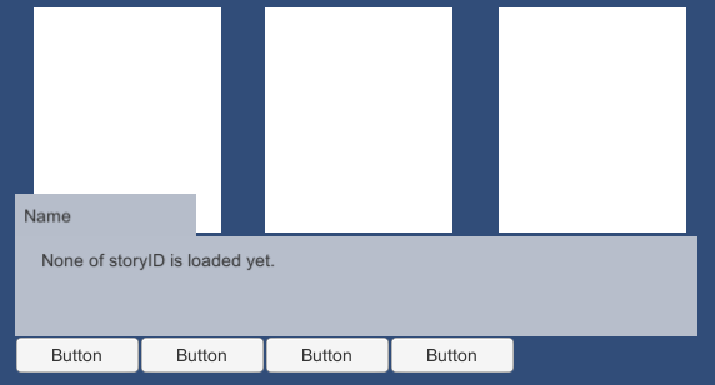 Name
None of storyID is loaded yet.
Button
Button
Button
Button